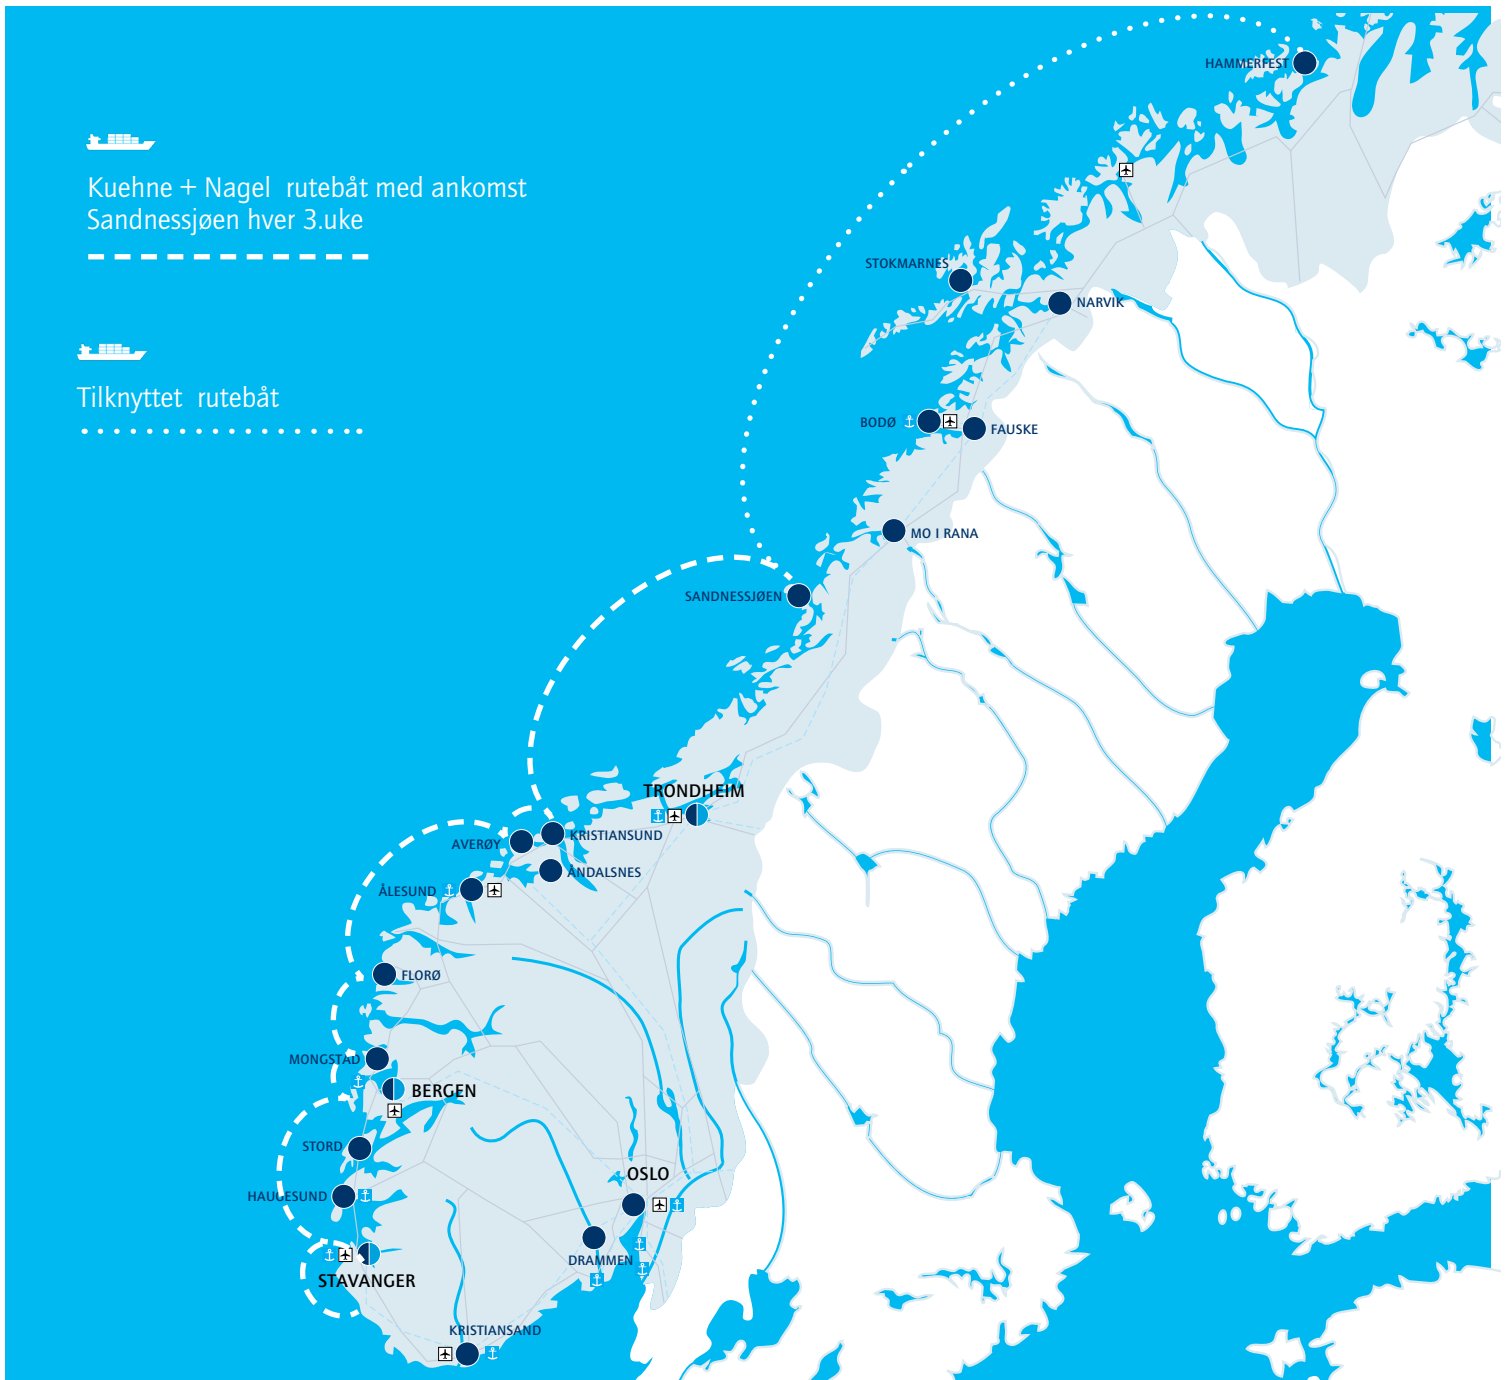 Kuehne + Nagel rutebåt med ankomst
Sandnessjøen hver 3.uke
Tilknyttet rutebåt
HAMMERFEST
STOKMARNES
NARVIK
BODØ
FAUSKE
MO I RANA
SANDNESSJØEN
TRONDHEIM
KRISTIANSUND
AVERØY
ÅNDALSNES
ÅLESUND
FLORØ
MONGSTAD
BERGEN
STORD
OSLO
HAUGESUND
DRAMMEN
STAVANGER
KRISTIANSAND